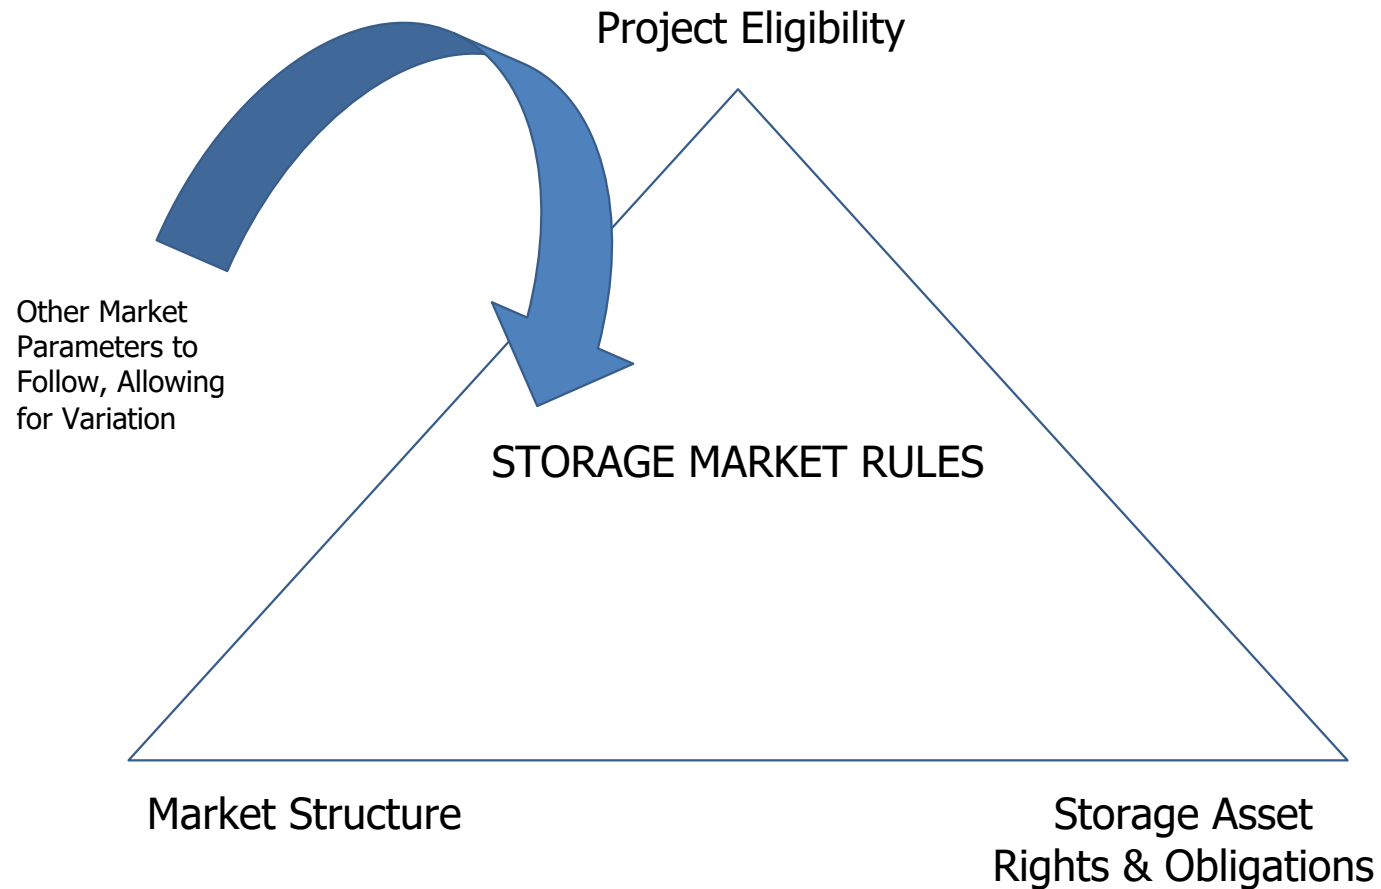 Project Eligibility
Other Market
Parameters to
Follow, Allowing
for Variation
STORAGE MARKET RULES
Market Structure
Storage Asset
Rights & Obligations